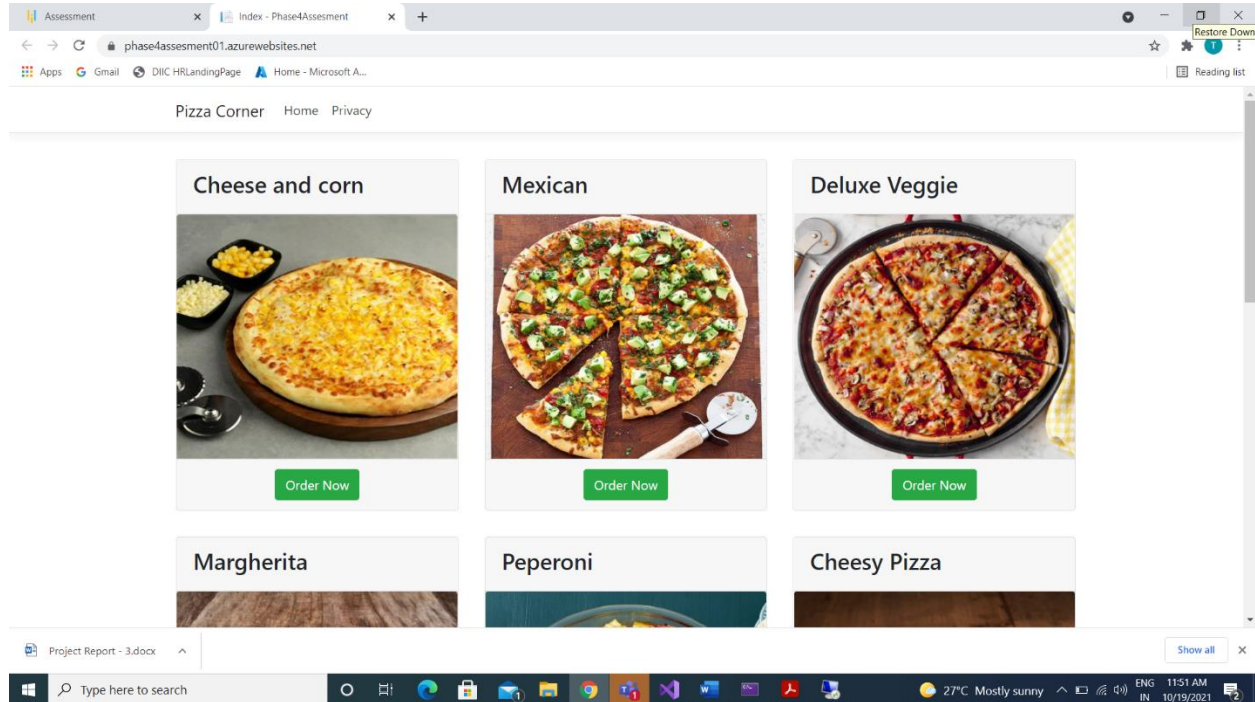 Assessment
Index - Phase4Assesment
Restore Down
phase4assesment01.azurewebsites.net
T
Apps Gmail DIIC HRLandingPage Home - Microsoft A... Reading list
Pizza Corner Home Privacy
Cheese and corn Mexican Deluxe Veggie
Order Now Order Now Order Now
Margherita Peperoni Cheesy Pizza
Project Report - 3.docx Show all
Type here to search 27°C Mostly sunny ENG 11:51 AM
IN 10/19/2021